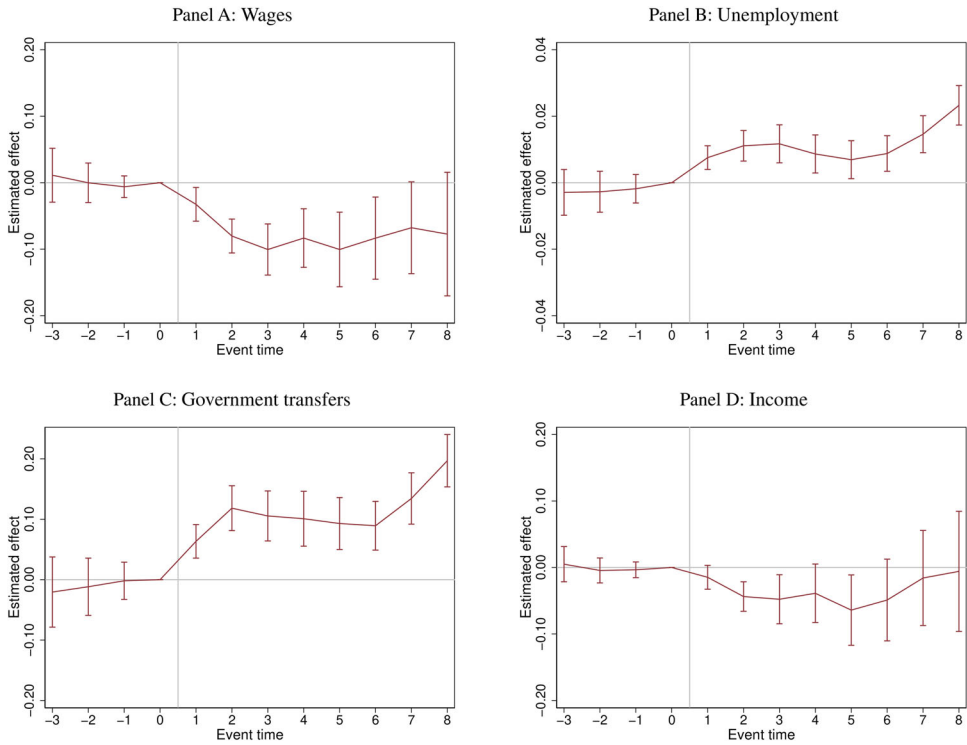 Panel A: Wages
Estimated effect
0.20
0.10
0.00
−0.10
−0.20
−3 −2 −1 0 1 2 3 4 5 6 7 8
Event time
Panel B: Unemployment
Estimated effect
0.04
0.02
0.00
−0.02
−0.04
−3 −2 −1 0 1 2 3 4 5 6 7 8
Event time
Panel C: Government transfers
Estimated effect
0.20
0.10
0.00
−0.10
−0.20
−3 −2 −1 0 1 2 3 4 5 6 7 8
Event time
Panel D: Income
Estimated effect
0.20
0.10
0.00
−0.10
−0.20
−3 −2 −1 0 1 2 3 4 5 6 7 8
Event time